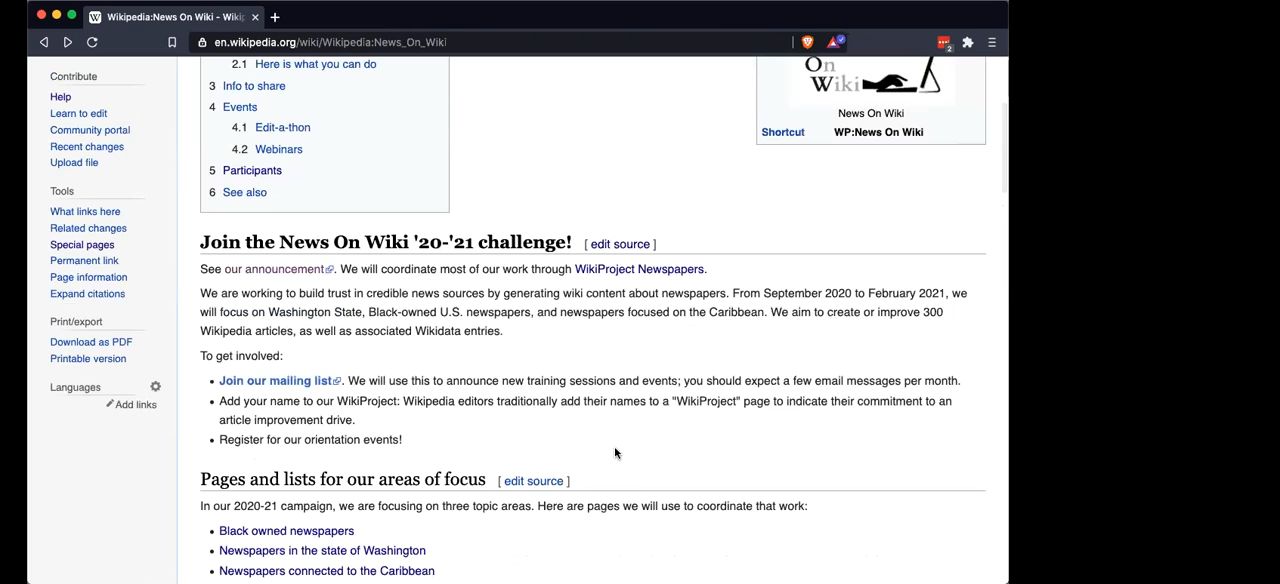 Wikipedia:News On Wiki - Wiki
en.wikipedia.org/wiki/Wikipedia:News_On_Wiki
2
Contribute
Help
Learn to edit
Community portal
Recent changes
Upload file
Tools
What links here
Related changes
Special pages
Permanent link
Page information
Expand citations
Print/export
Download as PDF
Printable version
Languages
Add links
2.1 Here is what you can do
3 Info to share
4 Events
4.1 Edit-a-thon
4.2 Webinars
5 Participants
6 See also
On
Wiki
News On Wiki
Shortcut WP:News On Wiki
Join the News On Wiki '20-'21 challenge! [ edit source ]
See our announcement. We will coordinate most of our work through WikiProject Newspapers.
We are working to build trust in credible news sources by generating wiki content about newspapers. From September 2020 to February 2021, we
will focus on Washington State, Black-owned U.S. newspapers, and newspapers focused on the Caribbean. We aim to create or improve 300
Wikipedia articles, as well as associated Wikidata entries.
To get involved:
• Join our mailing list. We will use this to announce new training sessions and events; you should expect a few email messages per month.
• Add your name to our WikiProject: Wikipedia editors traditionally add their names to a "WikiProject" page to indicate their commitment to an
article improvement drive.
• Register for our orientation events!
Pages and lists for our areas of focus [ edit source ]
In our 2020-21 campaign, we are focusing on three topic areas. Here are pages we will use to coordinate that work:
• Black owned newspapers
• Newspapers in the state of Washington
• Newspapers connected to the Caribbean